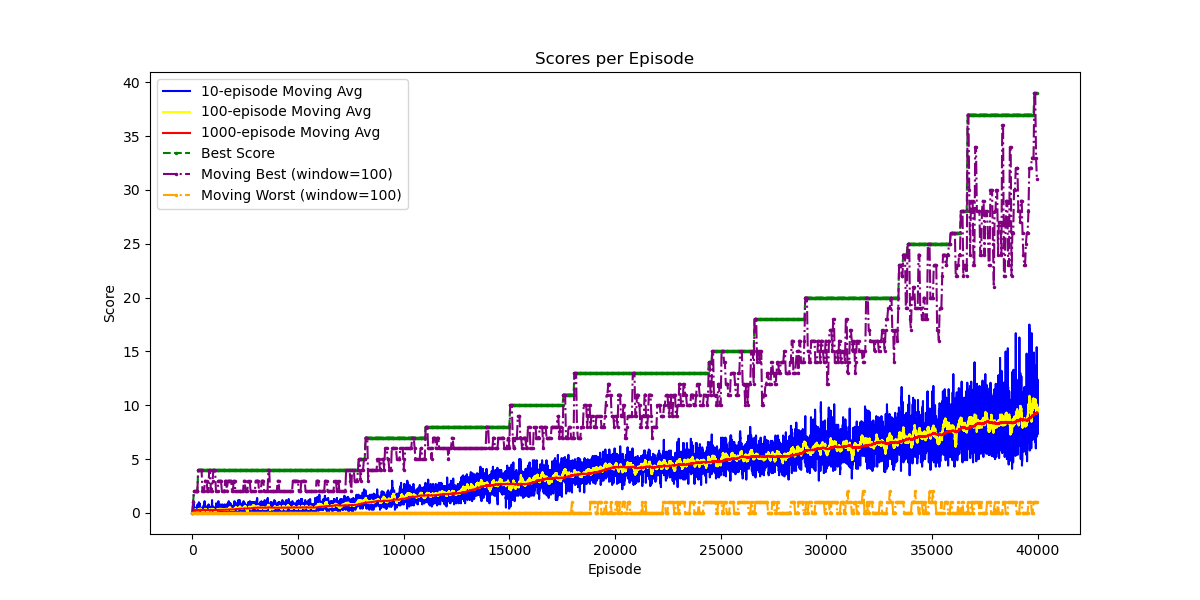 Scores per Episode
10-episode Moving Avg
100-episode Moving Avg
1000-episode Moving Avg
Best Score
Moving Best (window=100)
Moving Worst (window=100)
40
35
30
25
20
15
10
5
0
Score
0 5000 10000 15000 20000 25000 30000 35000 40000
Episode